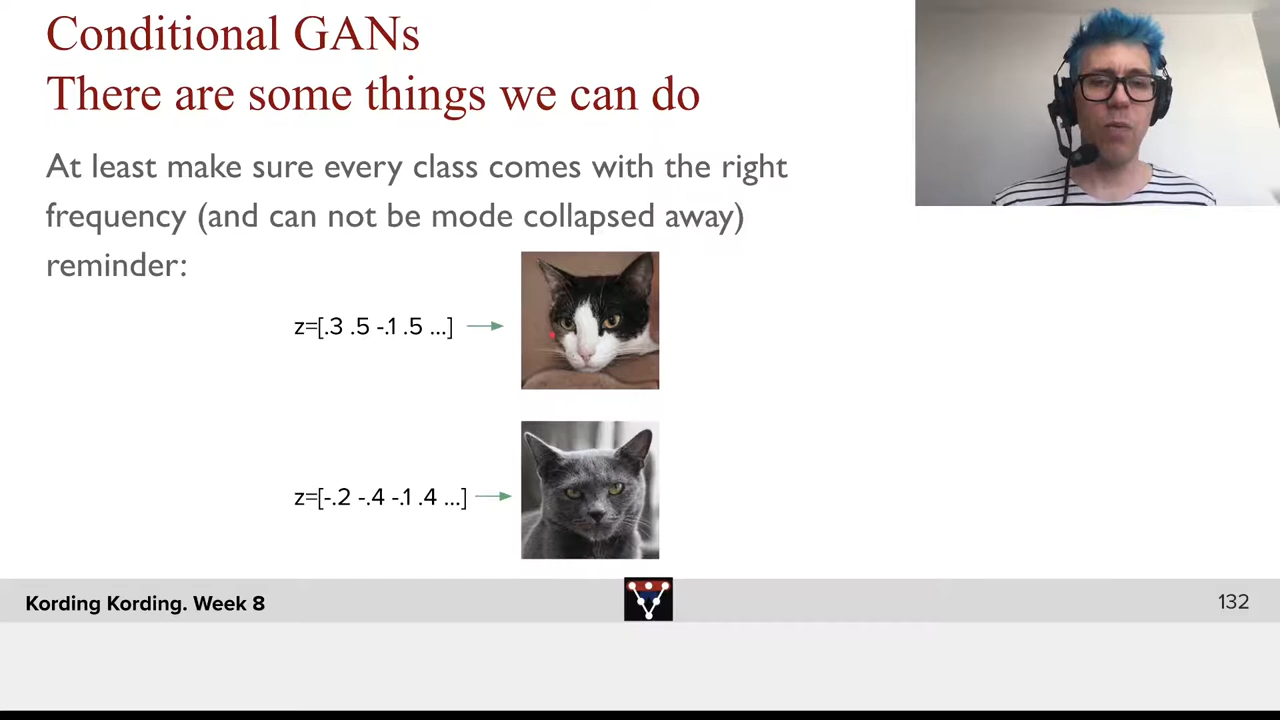 Conditional GANs
There are some things we can do
At least make sure every class comes with the right
frequency (and can not be mode collapsed away)
reminder:
z=[.3 .5 -.1 .5 ...]
z=[-.2 -.4 -.1 .4 ...]
Kording Kording. Week 8
132